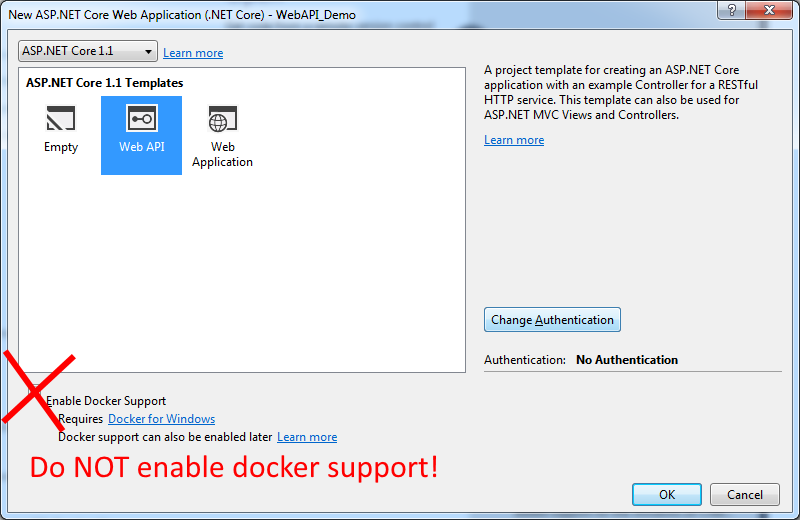 New ASP.NET Core Web Application (.NET Core) - WebAPI_Demo
ASP.NET Core 1.1
Learn more
ASP.NET Core 1.1 Templates
Empty
Web API
Web
Application
A project template for creating an ASP.NET Core
application with an example Controller for a RESTful
HTTP service. This template can also be used for
ASP.NET MVC Views and Controllers.
Learn more
Change Authentication
Authentication: No Authentication
Enable Docker Support
Requires Docker for Windows
Docker support can also be enabled later Learn more
Do NOT enable docker support!
OK
Cancel